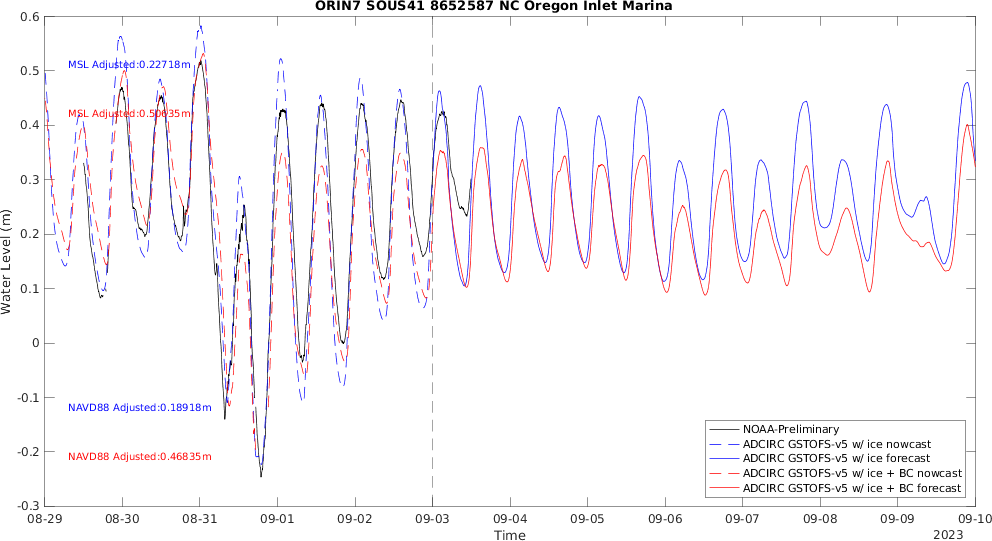 ORIN7 SOUS41 8652587 NC Oregon Inlet Marina
Water Level (m)
0.6
0.5
0.4
0.3
0.2
0.1
0
-0.1
-0.2
-0.3
MSL Adjusted:0.22718m
MSL Adjusted:0.50635m
NAVD88 Adjusted:0.18918m
NAVD88 Adjusted:0.46835m
NOAA-Preliminary
ADCIRC GSTOFS-v5 w/ ice nowcast
ADCIRC GSTOFS-v5 w/ ice forecast
ADCIRC GSTOFS-v5 w/ ice + BC nowcast
ADCIRC GSTOFS-v5 w/ ice + BC forecast
08-29 08-30 08-31 09-01 09-02 09-03 09-04 09-05 09-06 09-07 09-08 09-09 09-10
Time
2023